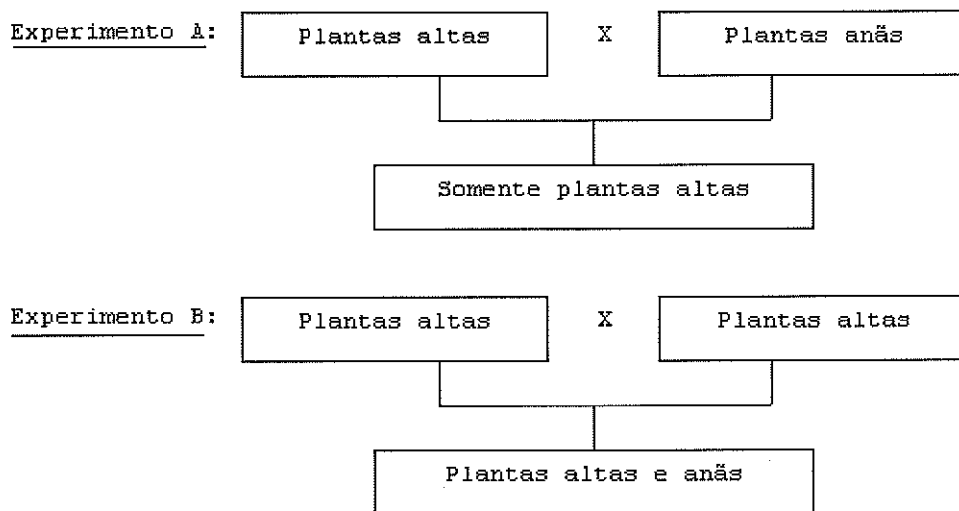 Experimento A: Plantas altas X Plantas anãs
Somente plantas altas
Experimento B: Plantas altas X Plantas altas
Plantas altas e anãs